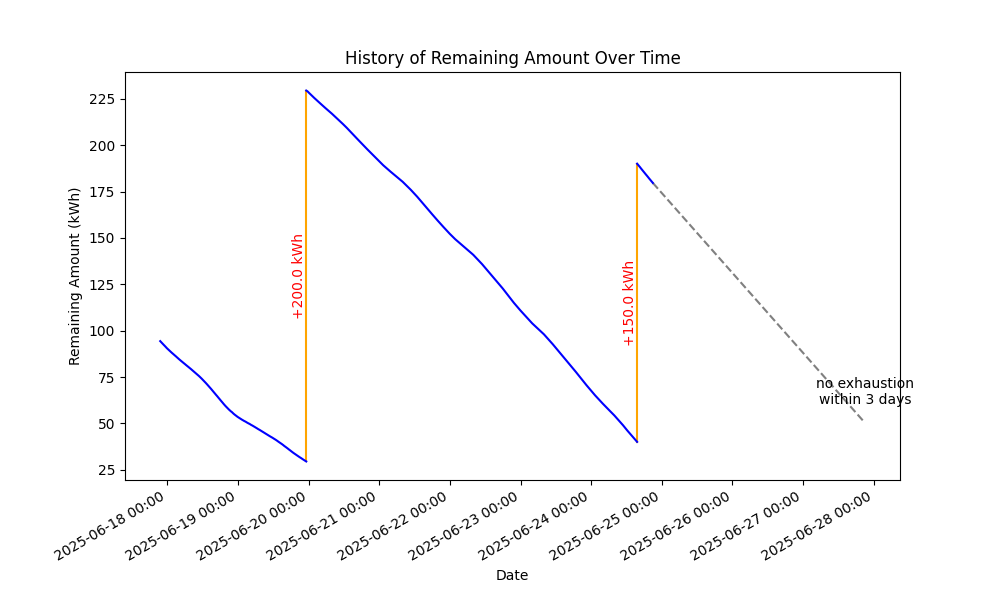 History of Remaining Amount Over Time
Remaining Amount (kWh)
225
200
175
150
125
100
75
50
25
+200.0 kWh
+150.0 kWh
no exhaustion
within 3 days
2025-06-18 00:00
2025-06-19 00:00
2025-06-20 00:00
2025-06-21 00:00
2025-06-22 00:00
2025-06-23 00:00
2025-06-24 00:00
2025-06-25 00:00
2025-06-26 00:00
2025-06-27 00:00
2025-06-28 00:00
Date